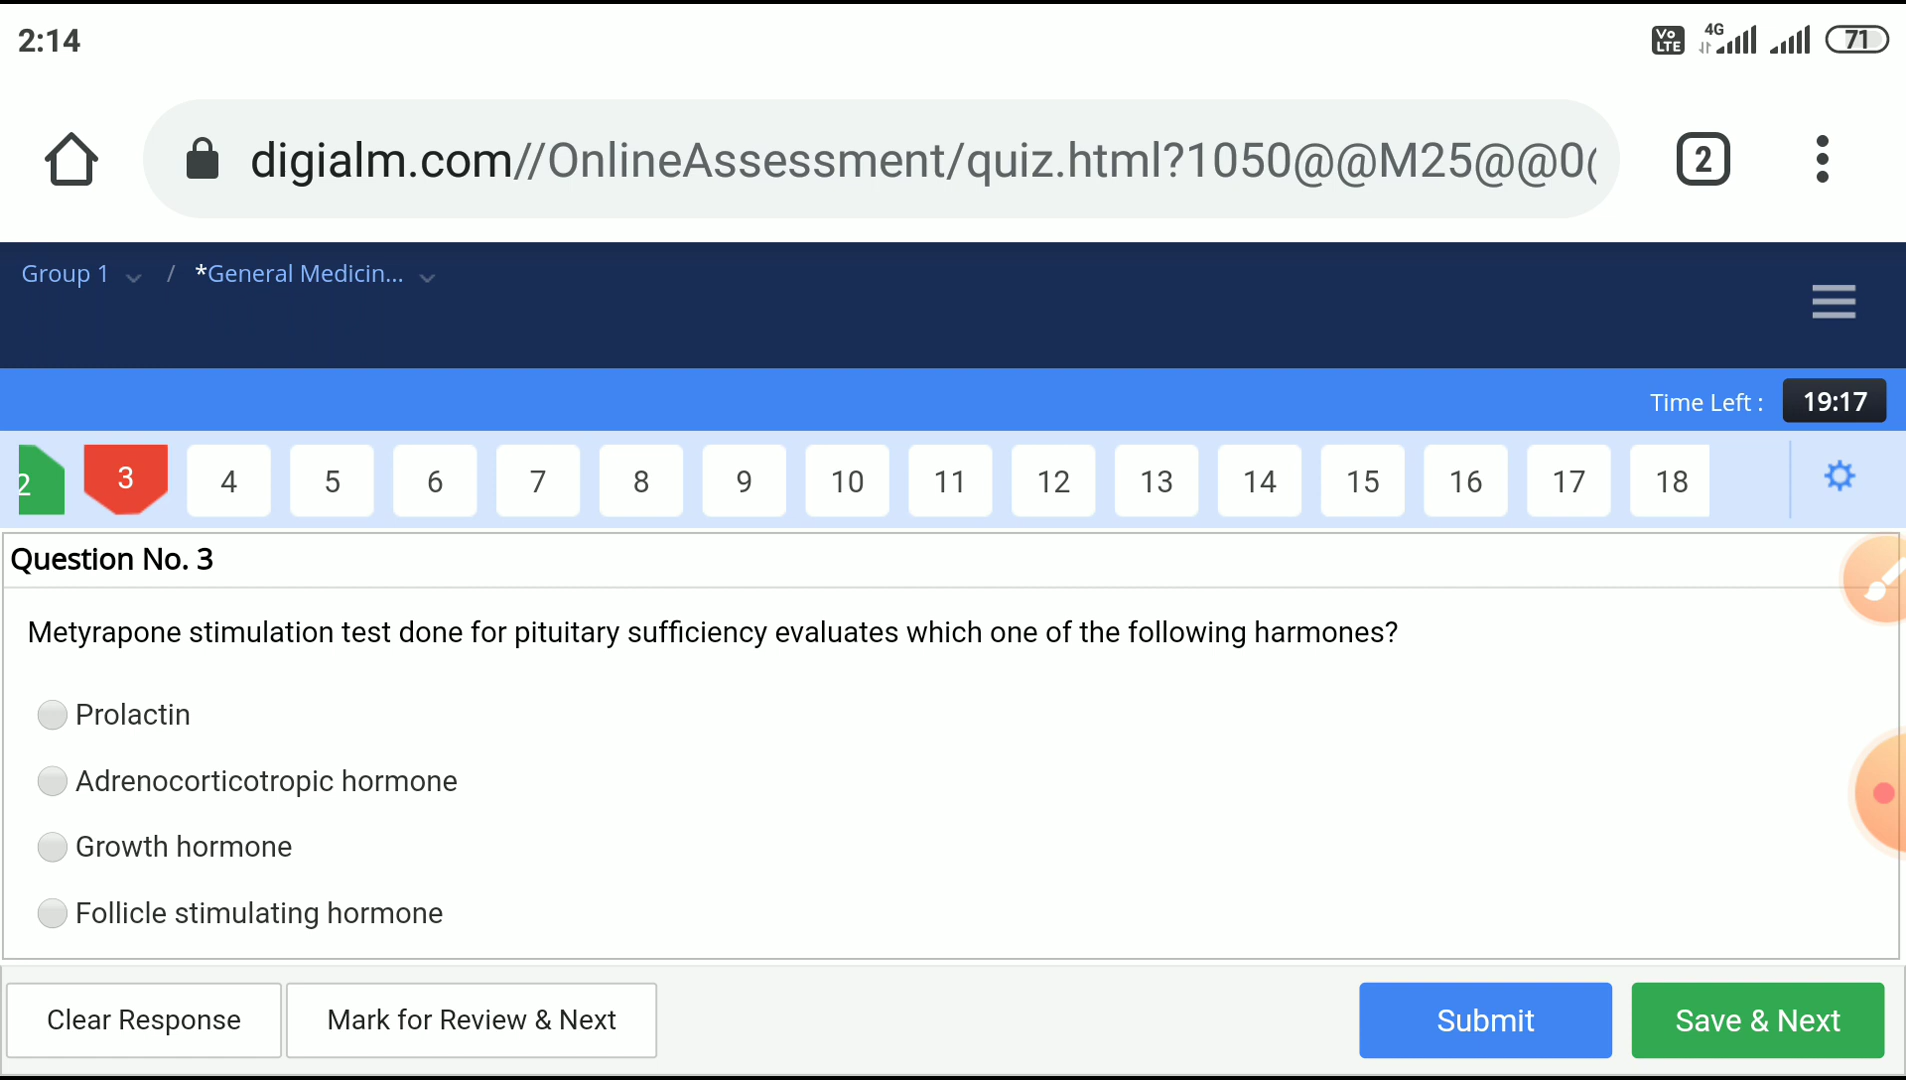 2:14
Vo LTE 4G 71
digialm.com//OnlineAssessment/quiz.html?1050@@M25@@0(
2
Group 1 / *General Medicin...
Time Left : 19:17
2 3 4 5 6 7 8 9 10 11 12 13 14 15 16 17 18
Question No. 3
Metyrapone stimulation test done for pituitary sufficiency evaluates which one of the following harmones?
Prolactin
Adrenocorticotropic hormone
Growth hormone
Follicle stimulating hormone
Clear Response Mark for Review & Next Submit Save & Next